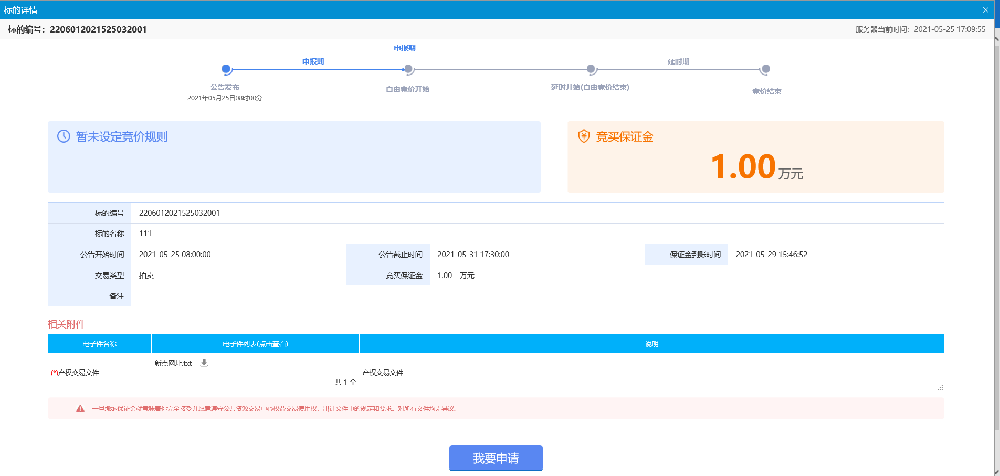 标的详情
标的编号：2206012021525032001
服务器当前时间：2021-05-25 17:09:55
申报期
申报期
延时期
公告发布
2021年05月25日08时00分
自由竞价开始
延时开始(自由竞价结束)
竞价结束
暂未设定竞价规则
竞买保证金
1.00 万元
标的编号 2206012021525032001
标的名称 111
公告开始时间 2021-05-25 08:00:00 公告截止时间 2021-05-31 17:30:00 保证金到账时间 2021-05-29 15:46:52
交易类型 拍卖 竞买保证金 1.00 万元
备注
相关附件
电子件名称 电子件列表(点击查看) 说明
新点网址.txt
(*)产权交易文件 产权交易文件
共 1 个
一旦缴纳保证金就意味着你完全接受并愿意遵守公共资源交易中心权益交易使用权，出让文件中的规定和要求。对所有文件均无异议。
我要申请